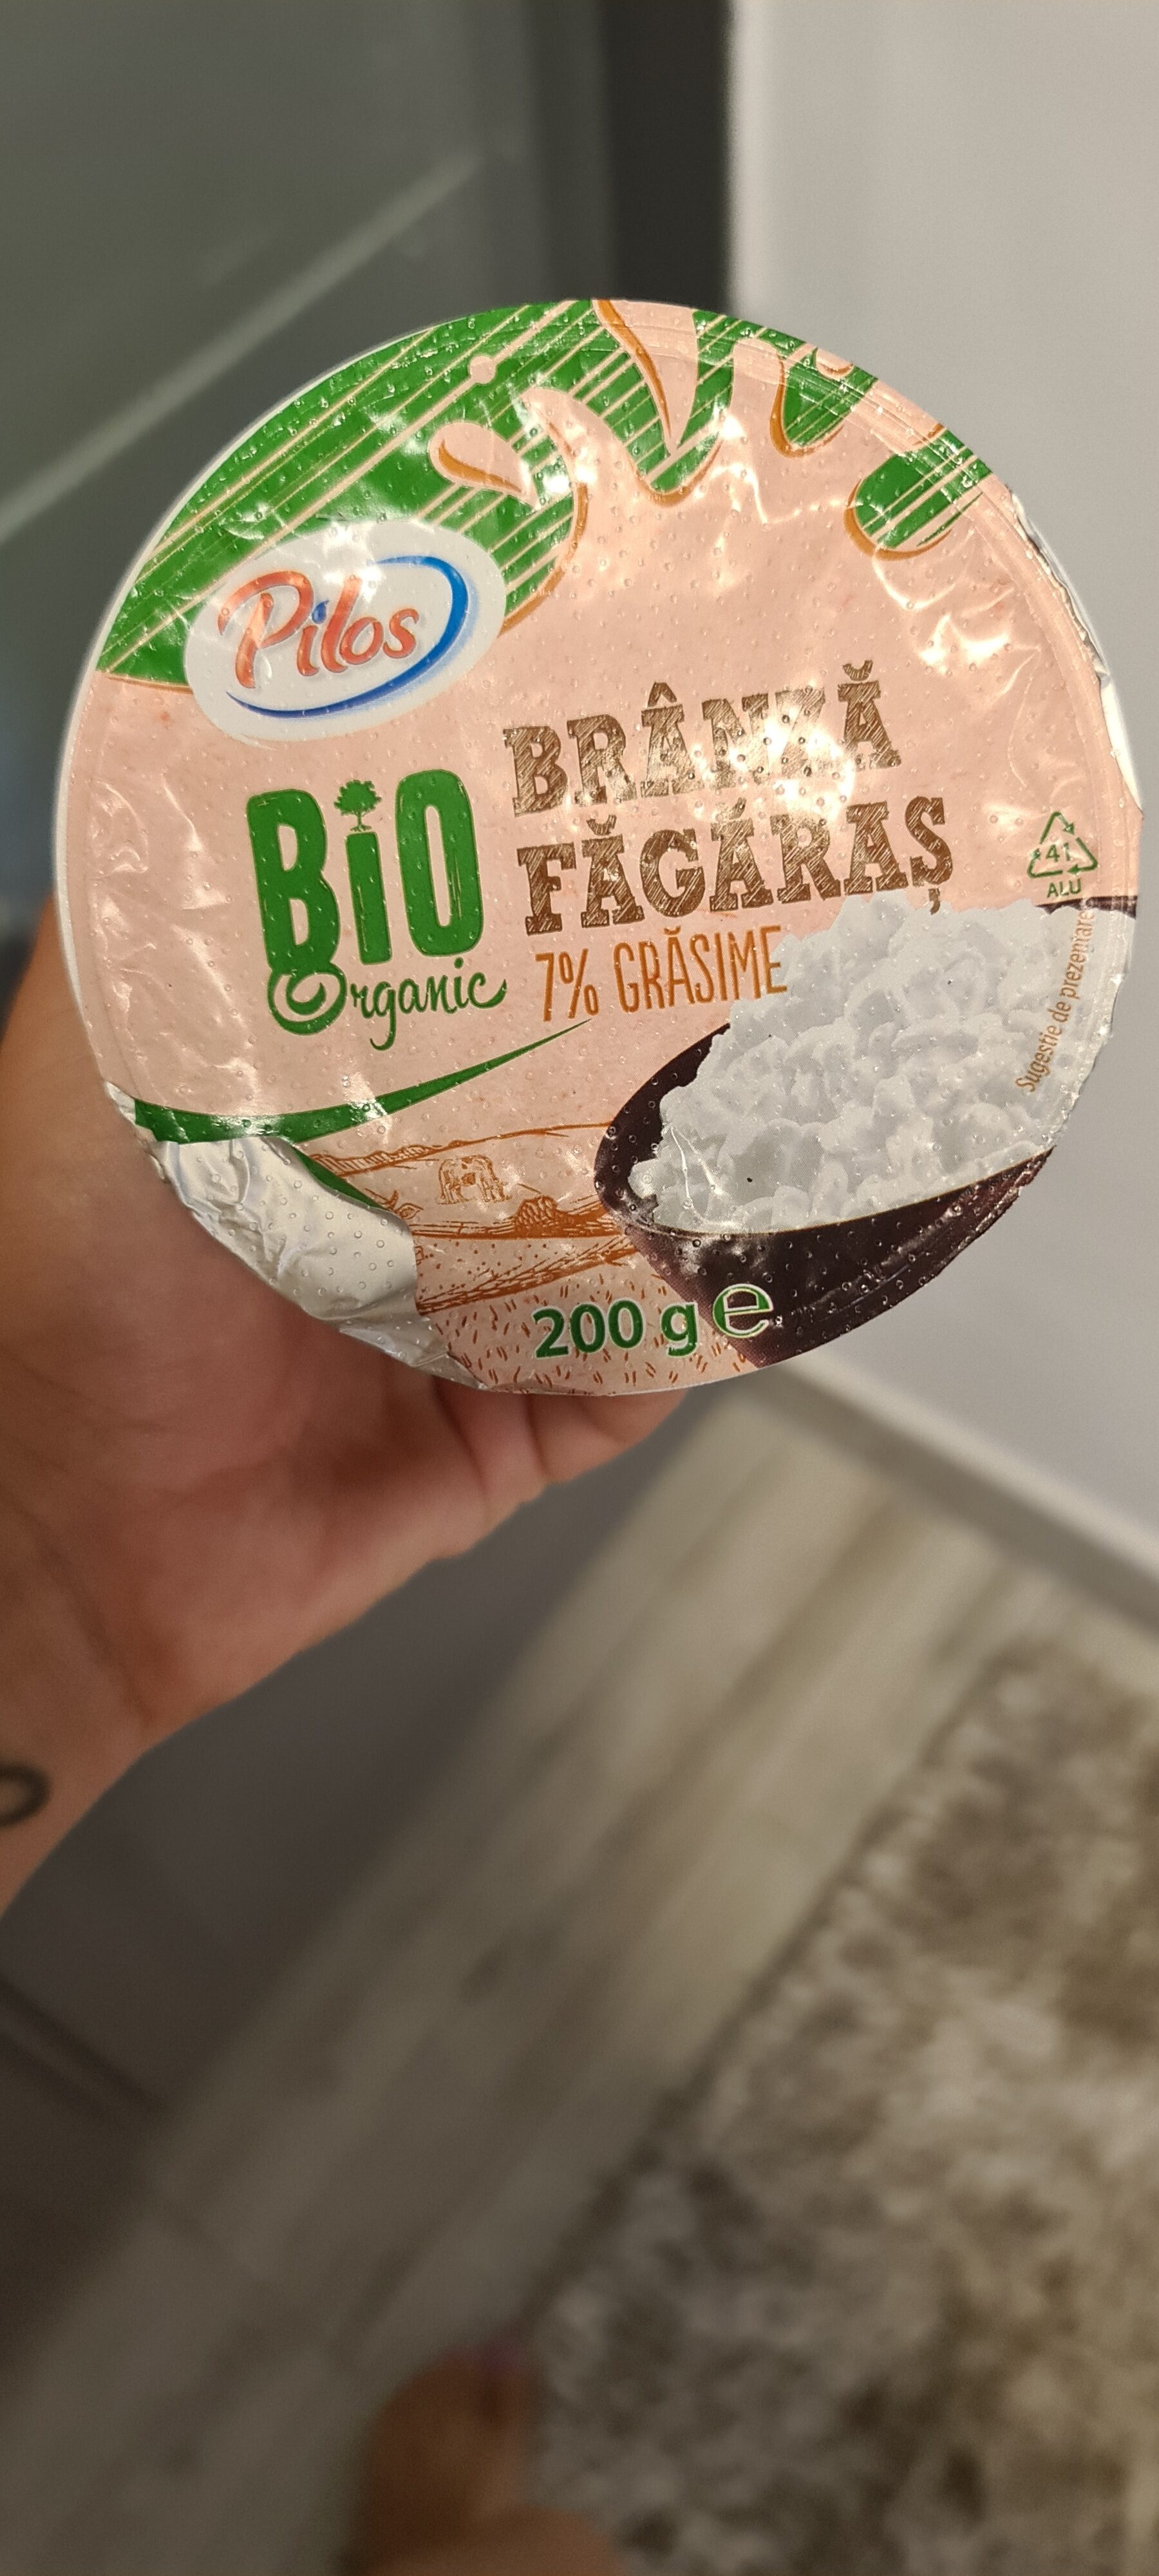 Pilos
BiO
Organic
BRÂNZĂ
FĂGĂRAȘ
7% GRĂSIME
41
ALU
Sugestie de prezentare
200 g e